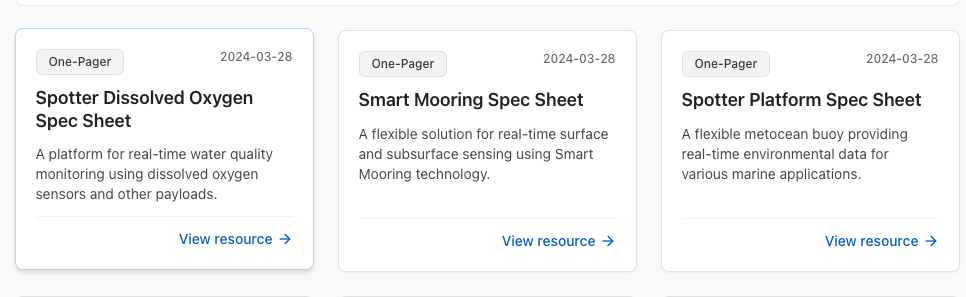 One-Pager
2024-03-28
Spotter Dissolved Oxygen
Spec Sheet
A platform for real-time water quality
monitoring using dissolved oxygen
sensors and other payloads.
View resource →
One-Pager
2024-03-28
Smart Mooring Spec Sheet
A flexible solution for real-time surface
and subsurface sensing using Smart
Mooring technology.
View resource →
One-Pager
2024-03-28
Spotter Platform Spec Sheet
A flexible metocean buoy providing
real-time environmental data for
various marine applications.
View resource →